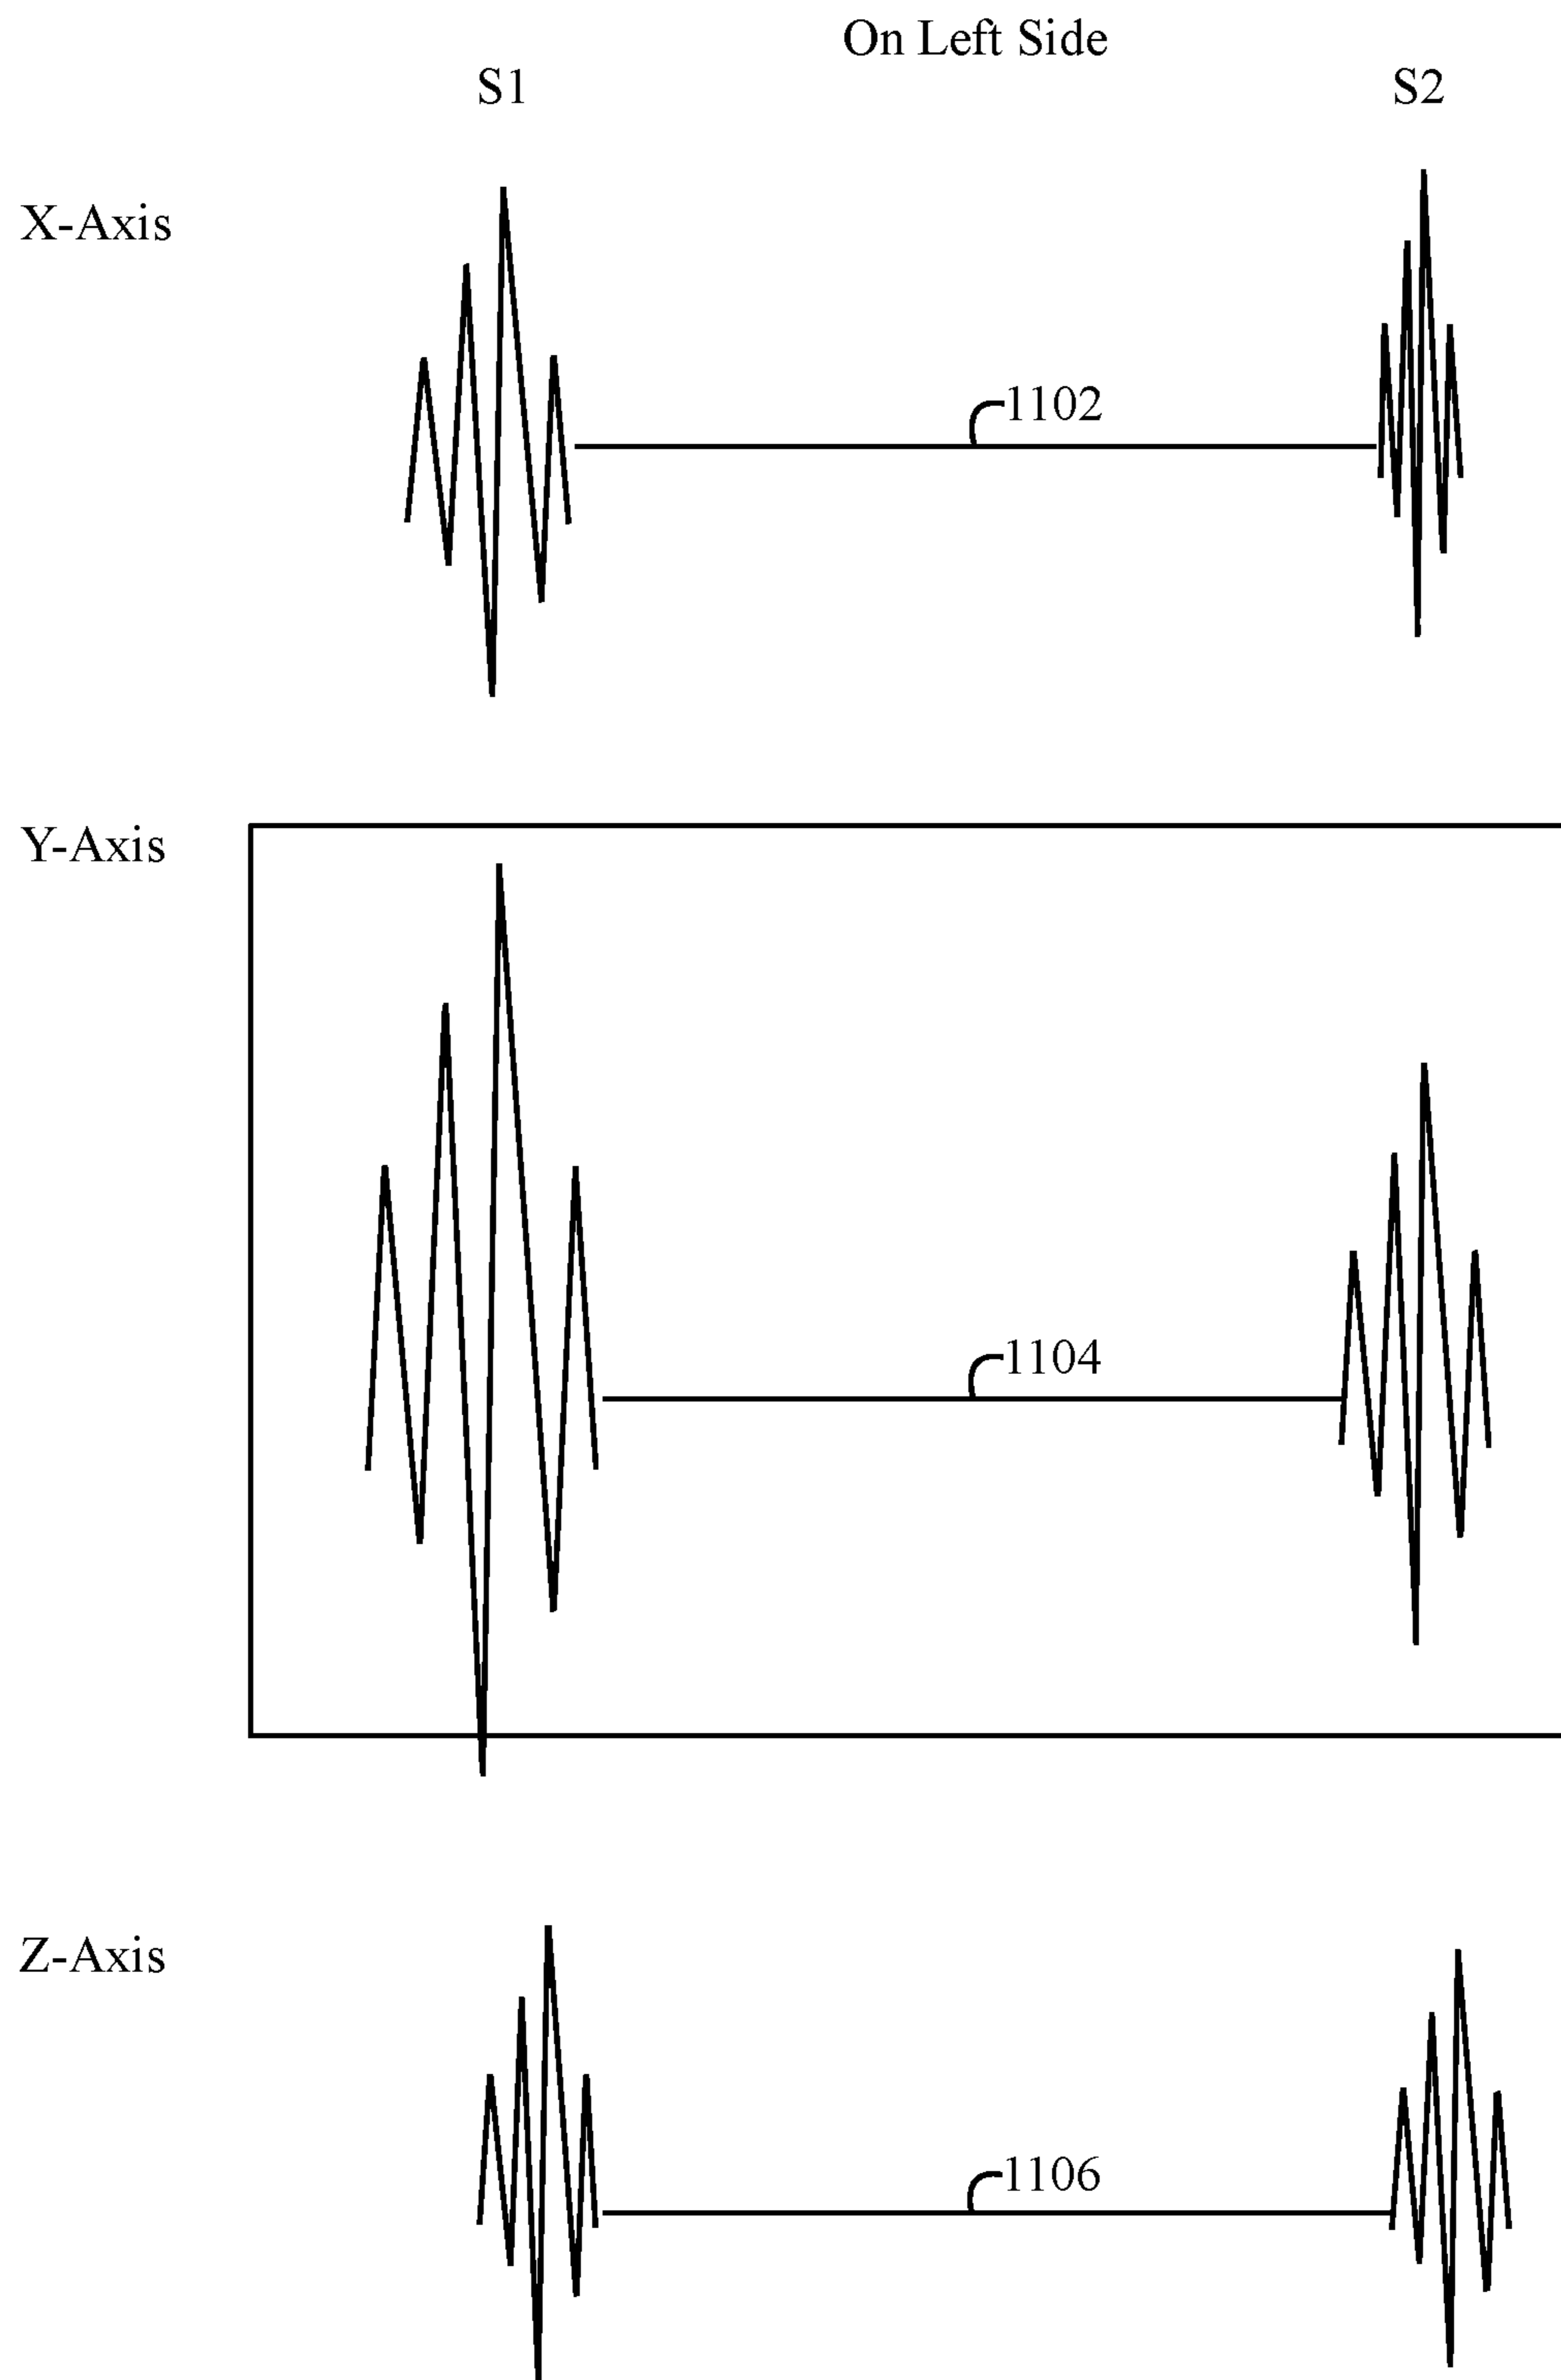 On Left Side
S1 S2
X-Axis
1102
Y-Axis
1104
Z-Axis
1106